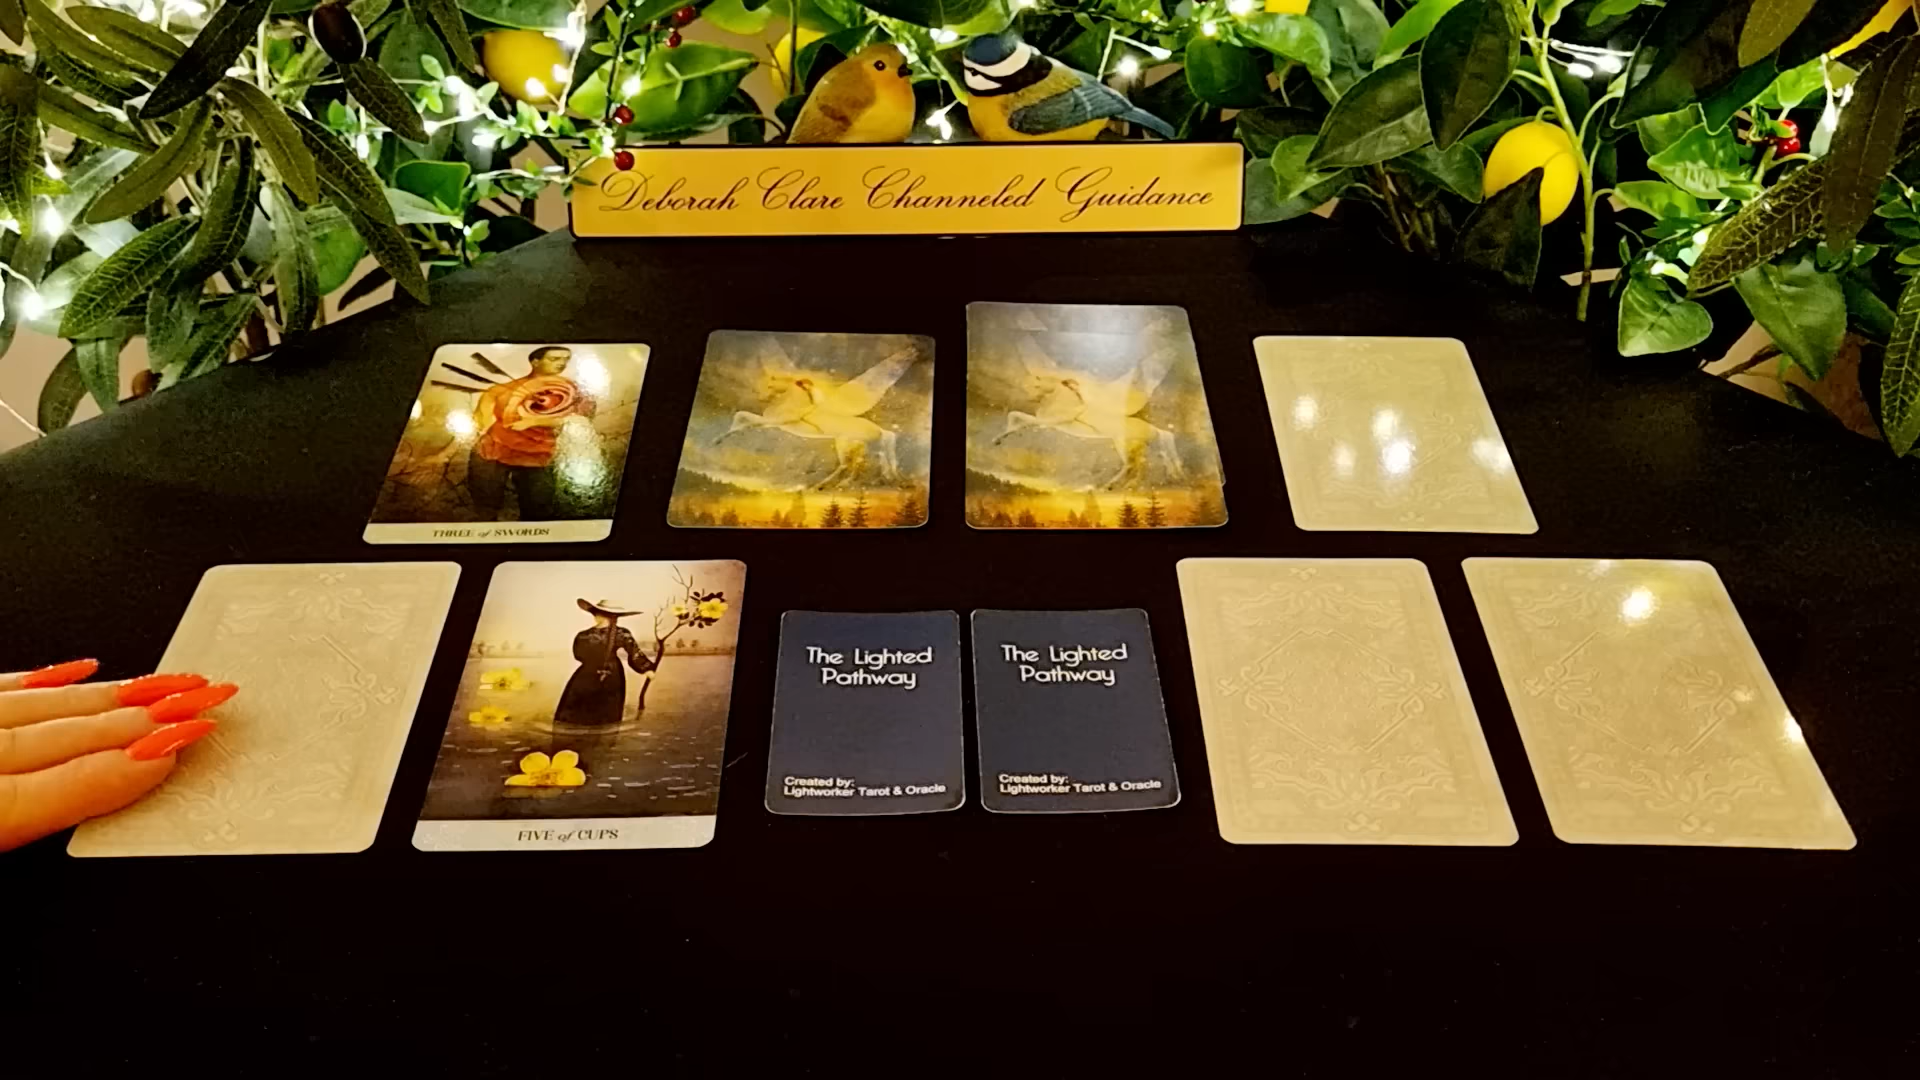 Deborah Clare Channeled Guidance
THREE of SWORDS
FIVE of CUPS
The Lighted
Pathway
Created by:
Lightworker Tarot & Oracle
The Lighted
Pathway
Created by:
Lightworker Tarot & Oracle